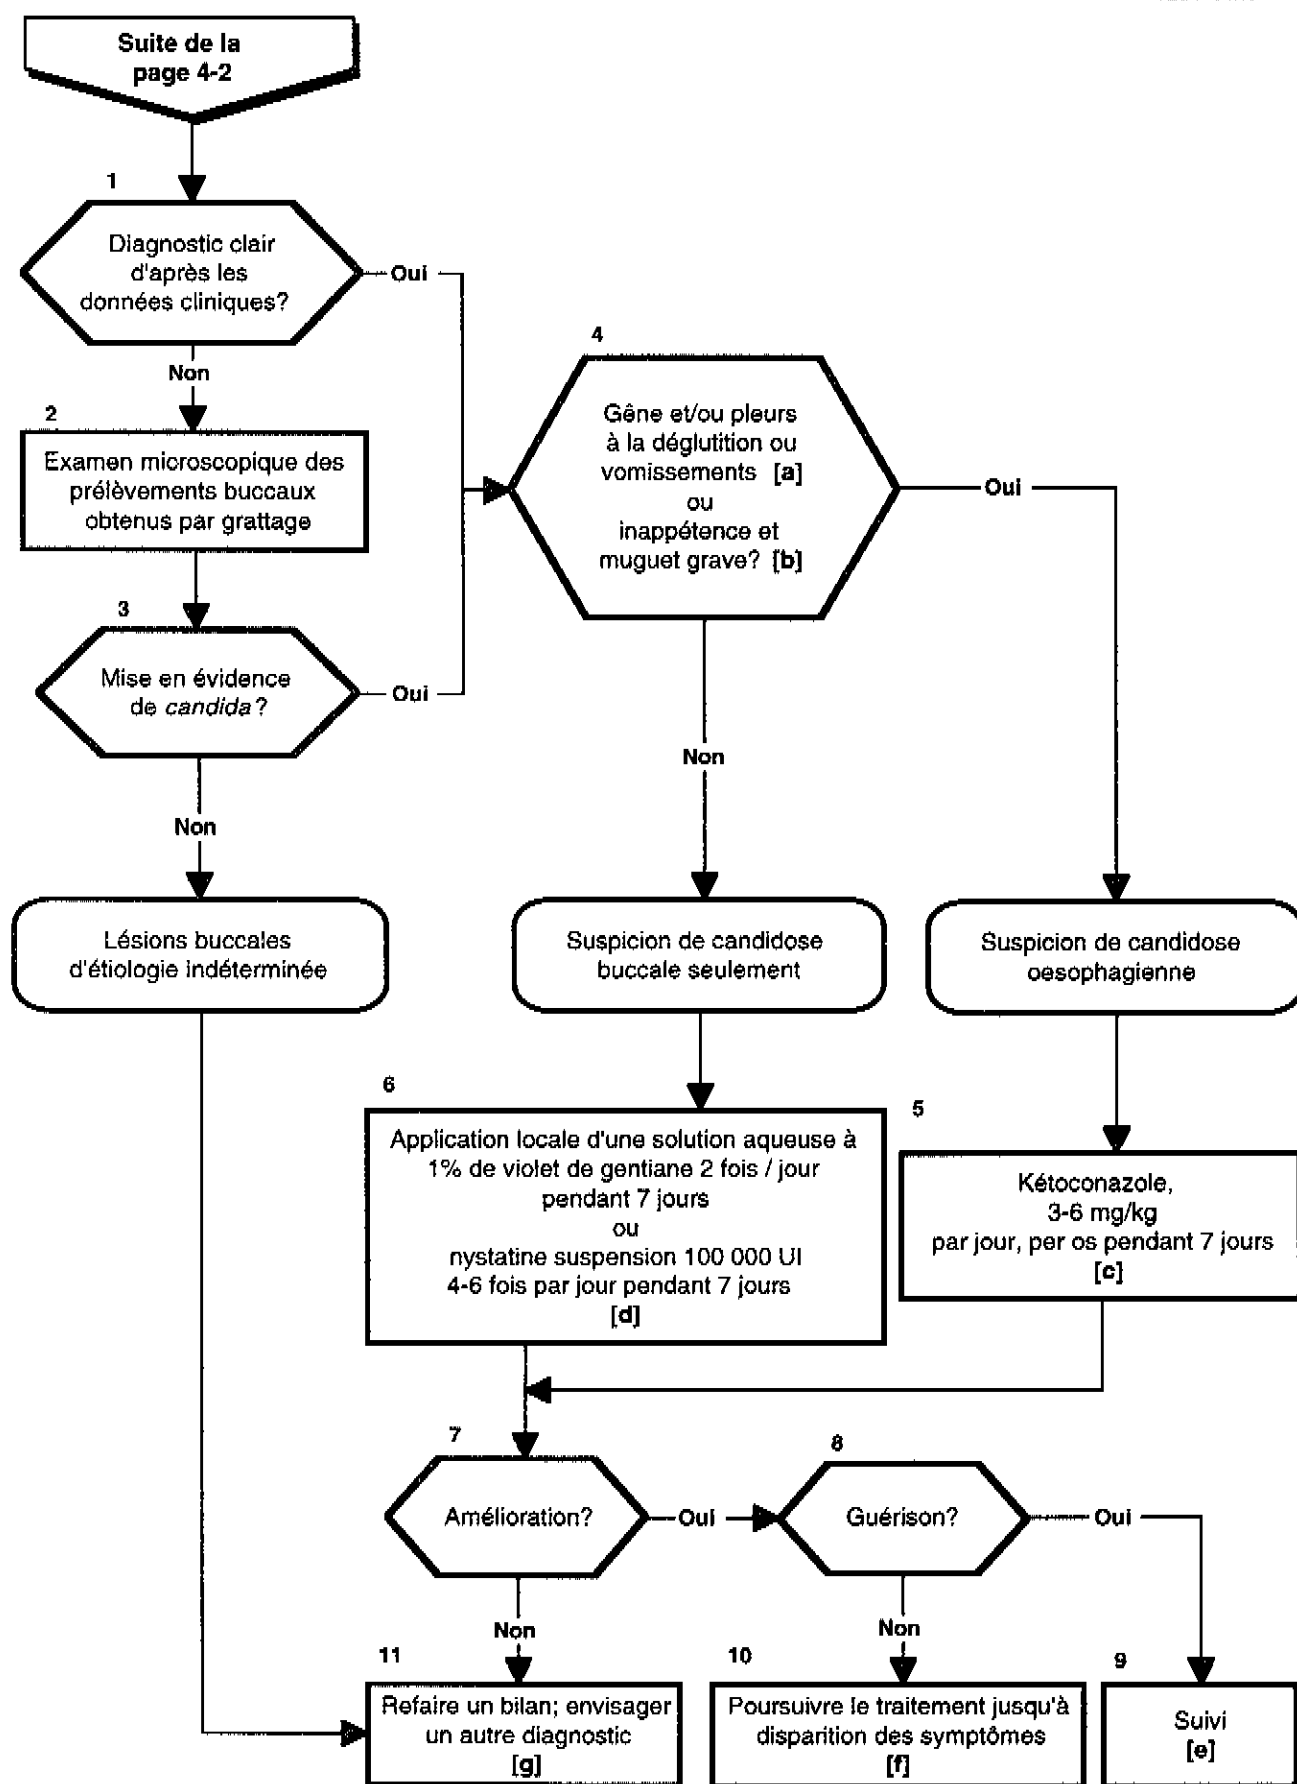 Suite de la
page 4-2
1
Diagnostic clair
d'après les
données cliniques?
Oui
Non
2
Examen microscopique des
prélèvements buccaux
obtenus par grattage
3
Mise en évidence
de candida?
Oui
Non
4
Gêne et/ou pleurs
à la déglutition ou
vomissements [a]
ou
inappétence et
muguet grave? [b]
Oui
Non
Lésions buccales
d'étiologie indéterminée
Suspicion de candidose
buccale seulement
Suspicion de candidose
oesophagienne
6
Application locale d'une solution aqueuse à
1% de violet de gentiane 2 fois / jour
pendant 7 jours
ou
nystatine suspension 100 000 UI
4-6 fois par jour pendant 7 jours
[d]
5
Kétoconazole,
3-6 mg/kg
par jour, per os pendant 7 jours
[c]
7
Amélioration?
Oui
Non
8
Guérison?
Oui
Non
11
Refaire un bilan; envisager
un autre diagnostic
[g]
10
Poursuivre le traitement jusqu'à
disparition des symptômes
[f]
9
Suivi
[e]